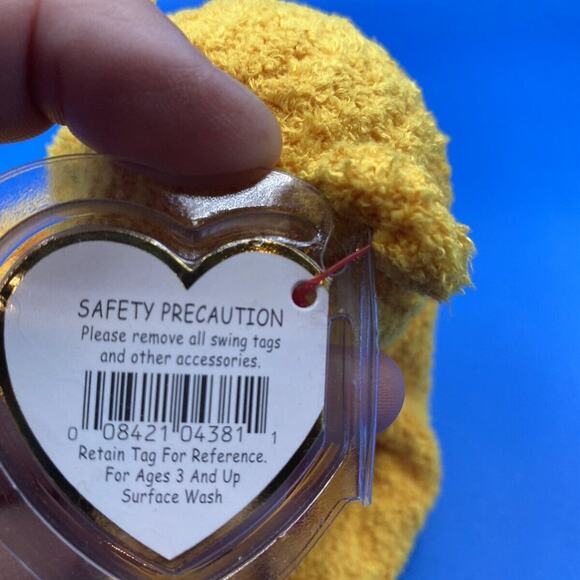 SAFETY PRECAUTION
Please remove all swing tags
and other accessories.
0 08421 04381 1
Retain Tag For Reference.
For Ages 3 And Up
Surface Wash